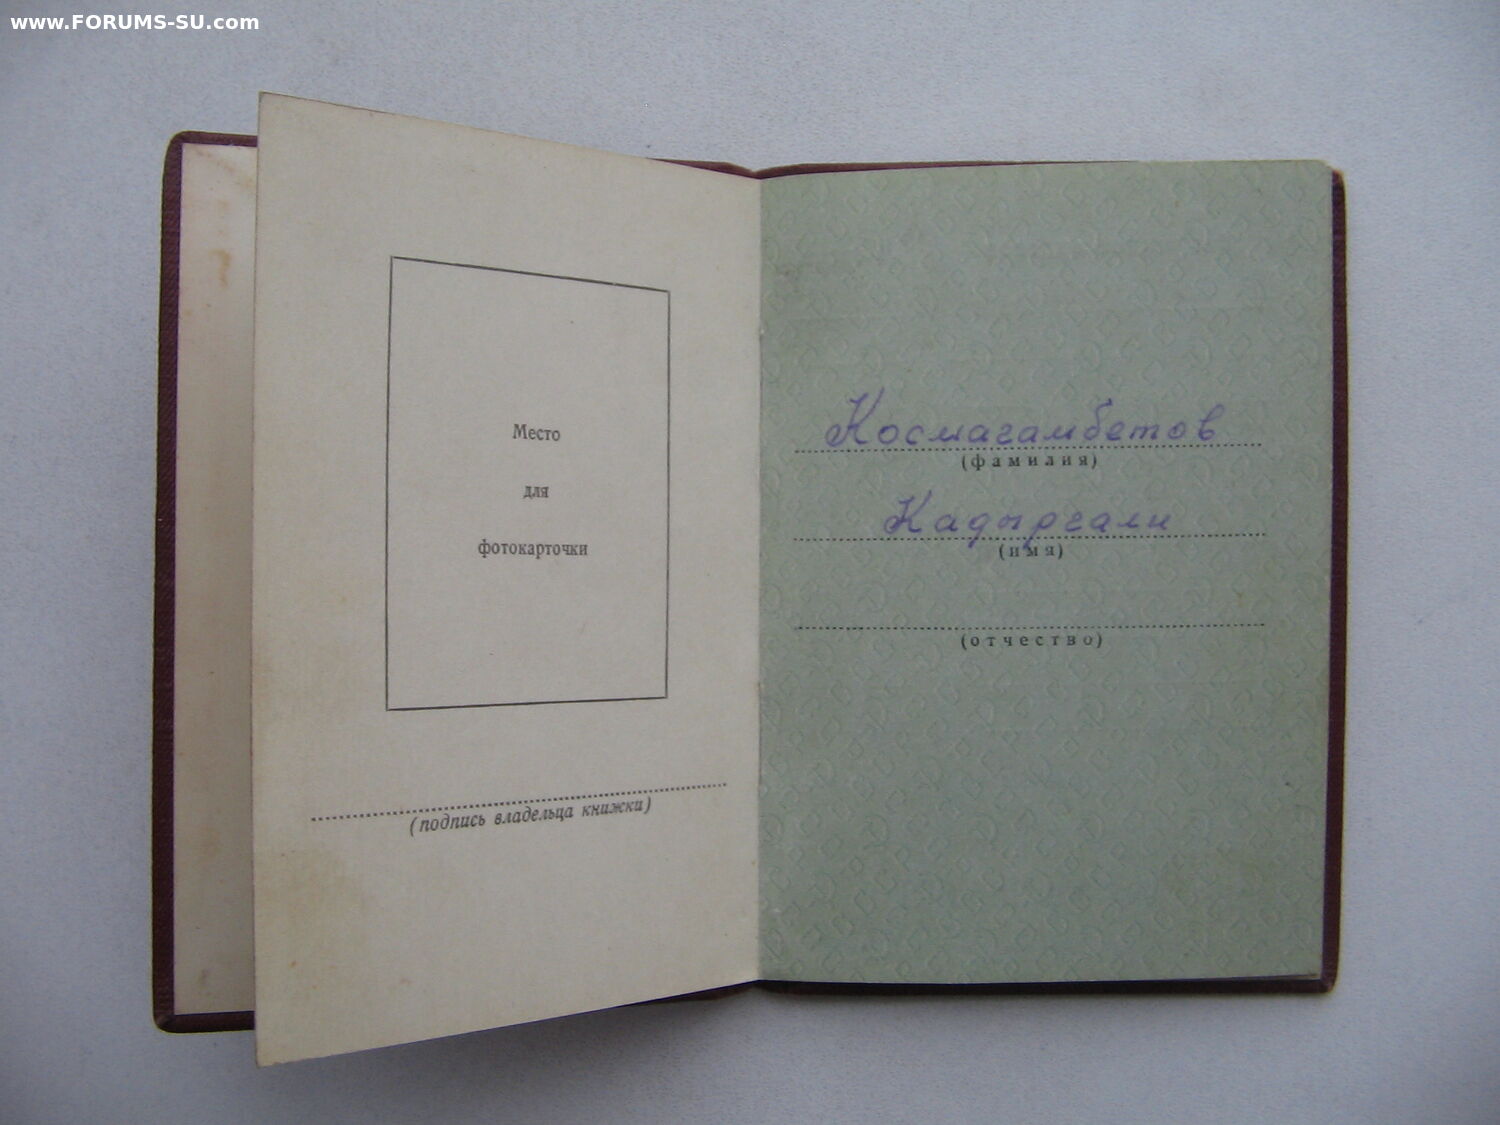 www.FORUMS-SU.com
Место
для
фотокарточки
(подпись владельца книжки)
Космагамбетов
(фамилия)
Кадыргали
(имя)
(отчество)